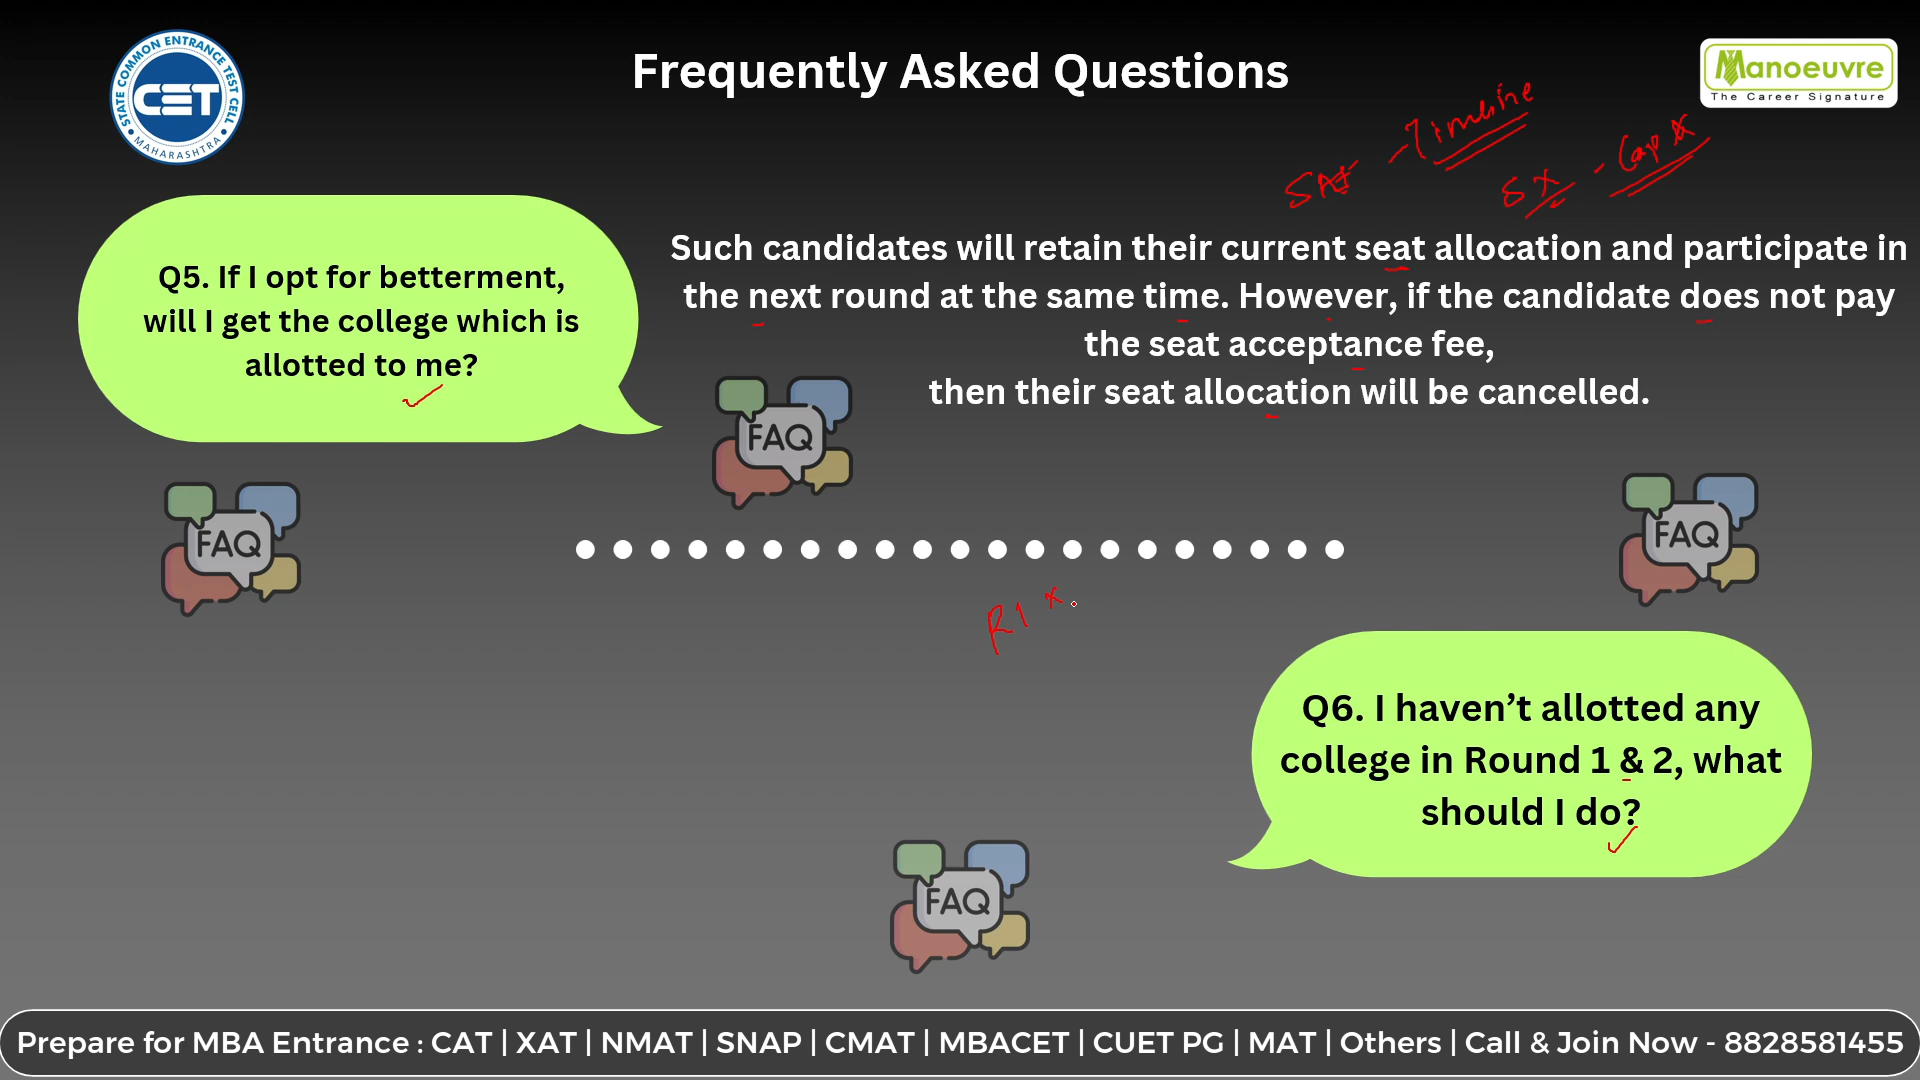 STATE COMMON ENTRANCE TEST CELL
CET
MAHARASHTRA
Frequently Asked Questions
Manoeuvre
The Career Signature
SAF - Timeline
- Cap
Q5. If I opt for betterment,
will I get the college which is
allotted to me?
Such candidates will retain their current seat allocation and participate in
the next round at the same time. However, if the candidate does not pay
the seat acceptance fee,
then their seat allocation will be cancelled.
FAQ
FAQ
FAQ
R1 x
Q6. I haven’t allotted any
college in Round 1 & 2, what
should I do?
FAQ
Prepare for MBA Entrance : CAT | XAT | NMAT | SNAP | CMAT | MBACET | CUET PG | MAT | Others | Call & Join Now - 8828581455